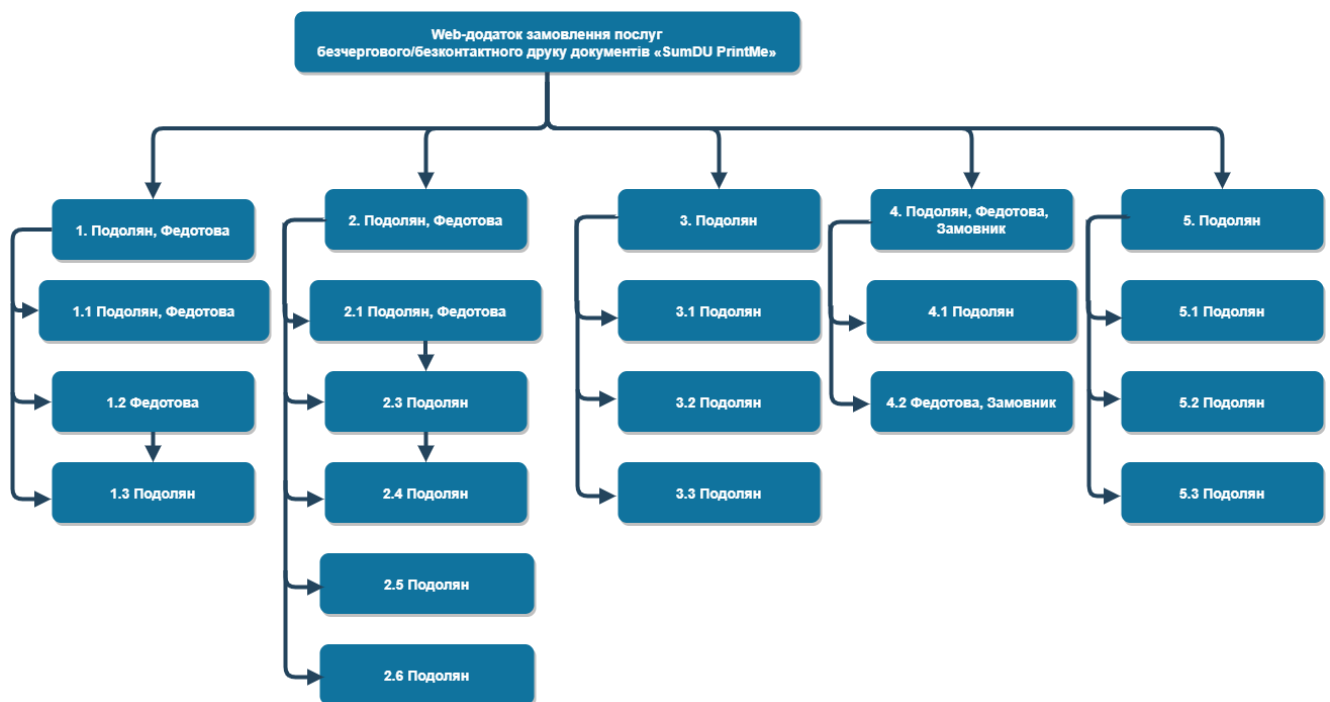 Web-додаток замовлення послуг
безчергового/безконтактного друку документів «SumDU PrintMe»
1. Подолян, Федотова
1.1 Подолян, Федотова
1.2 Федотова
1.3 Подолян
2. Подолян, Федотова
2.1 Подолян, Федотова
2.3 Подолян
2.4 Подолян
2.5 Подолян
2.6 Подолян
3. Подолян
3.1 Подолян
3.2 Подолян
3.3 Подолян
4. Подолян, Федотова,
Замовник
4.1 Подолян
4.2 Федотова, Замовник
5. Подолян
5.1 Подолян
5.2 Подолян
5.3 Подолян